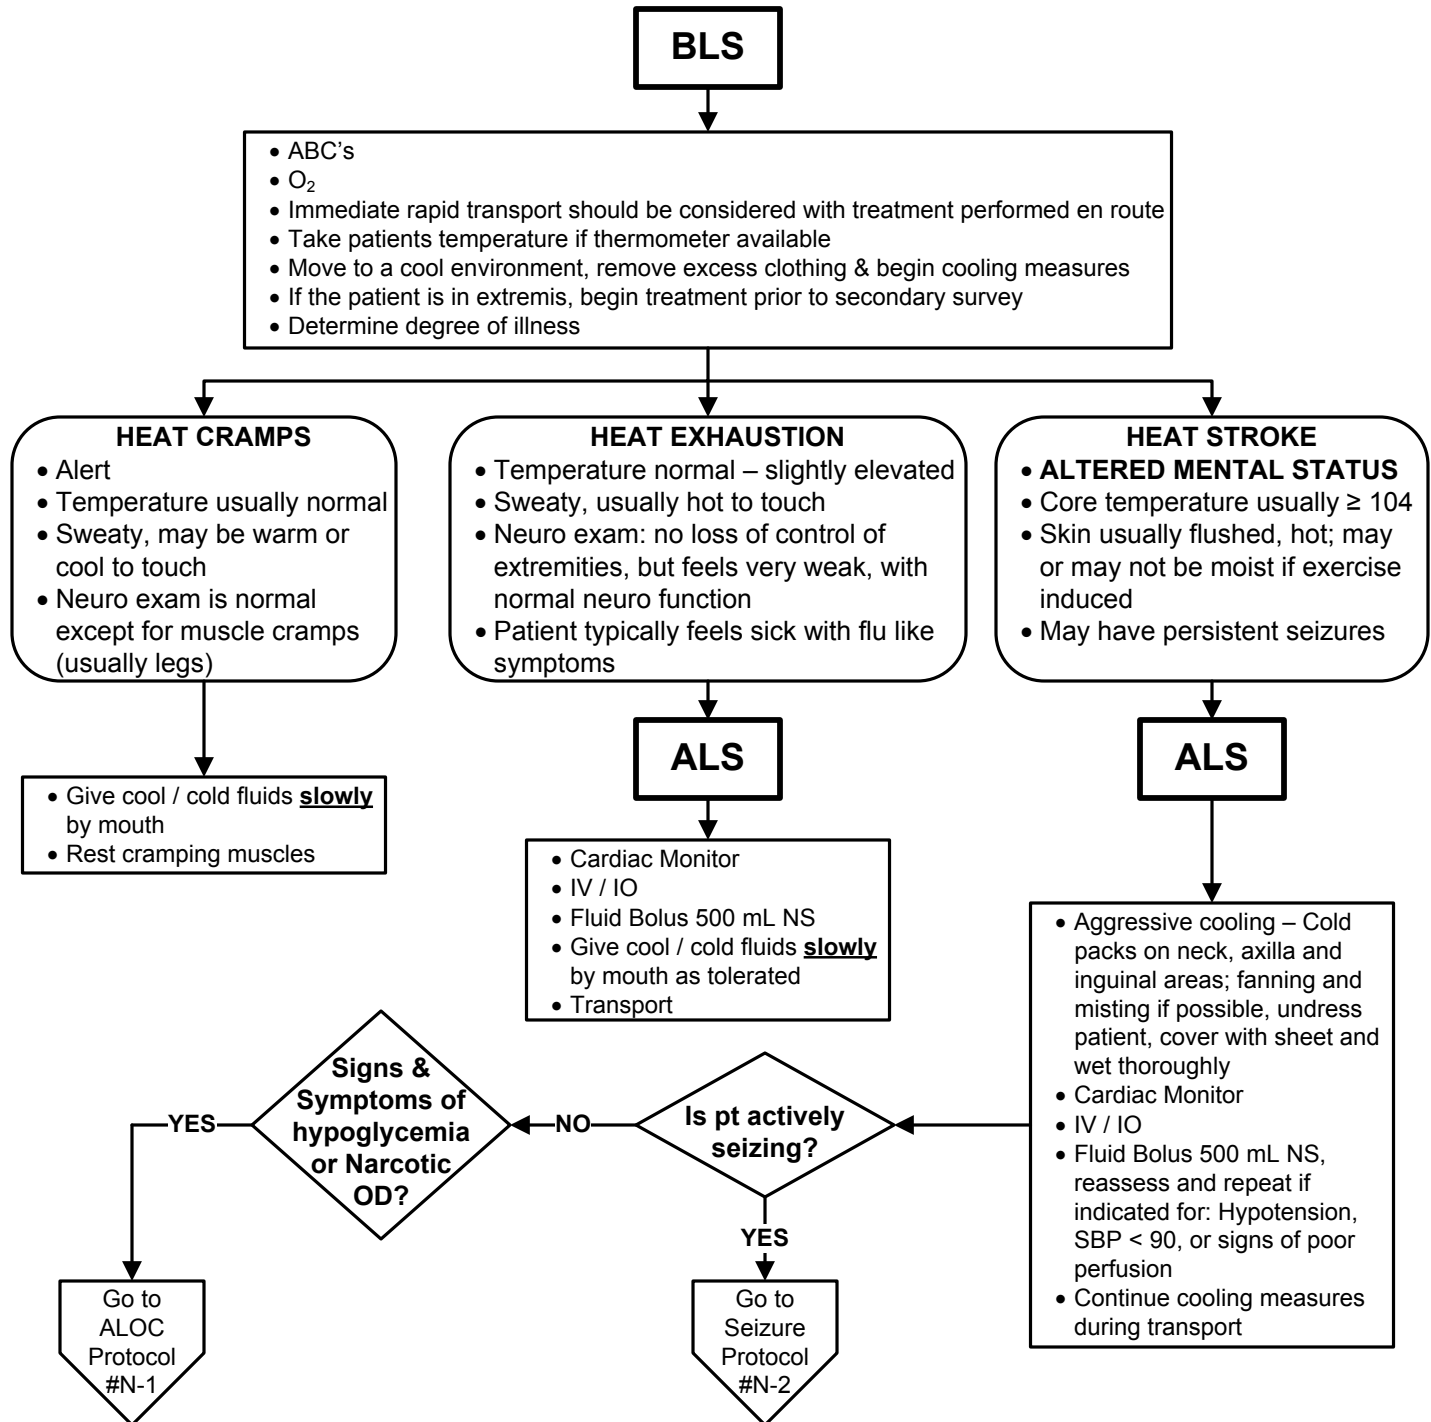 BLS
• ABC's
• O₂
• Immediate rapid transport should be considered with treatment performed en route
• Take patients temperature if thermometer available
• Move to a cool environment, remove excess clothing & begin cooling measures
• If the patient is in extremis, begin treatment prior to secondary survey
• Determine degree of illness
HEAT CRAMPS
• Alert
• Temperature usually normal
• Sweaty, may be warm or
cool to touch
• Neuro exam is normal
except for muscle cramps
(usually legs)
HEAT EXHAUSTION
• Temperature normal – slightly elevated
• Sweaty, usually hot to touch
• Neuro exam: no loss of control of
extremities, but feels very weak, with
normal neuro function
• Patient typically feels sick with flu like
symptoms
HEAT STROKE
• ALTERED MENTAL STATUS
• Core temperature usually ≥ 104
• Skin usually flushed, hot; may
or may not be moist if exercise
induced
• May have persistent seizures
• Give cool / cold fluids slowly
by mouth
• Rest cramping muscles
ALS
• Cardiac Monitor
• IV / IO
• Fluid Bolus 500 mL NS
• Give cool / cold fluids slowly
by mouth as tolerated
• Transport
ALS
• Aggressive cooling – Cold
packs on neck, axilla and
inguinal areas; fanning and
misting if possible, undress
patient, cover with sheet and
wet thoroughly
• Cardiac Monitor
• IV / IO
• Fluid Bolus 500 mL NS,
reassess and repeat if
indicated for: Hypotension,
SBP < 90, or signs of poor
perfusion
• Continue cooling measures
during transport
Is pt actively
seizing?
NO
YES
Signs &
Symptoms of
hypoglycemia
or Narcotic
OD?
YES
Go to
ALOC
Protocol
#N-1
Go to
Seizure
Protocol
#N-2